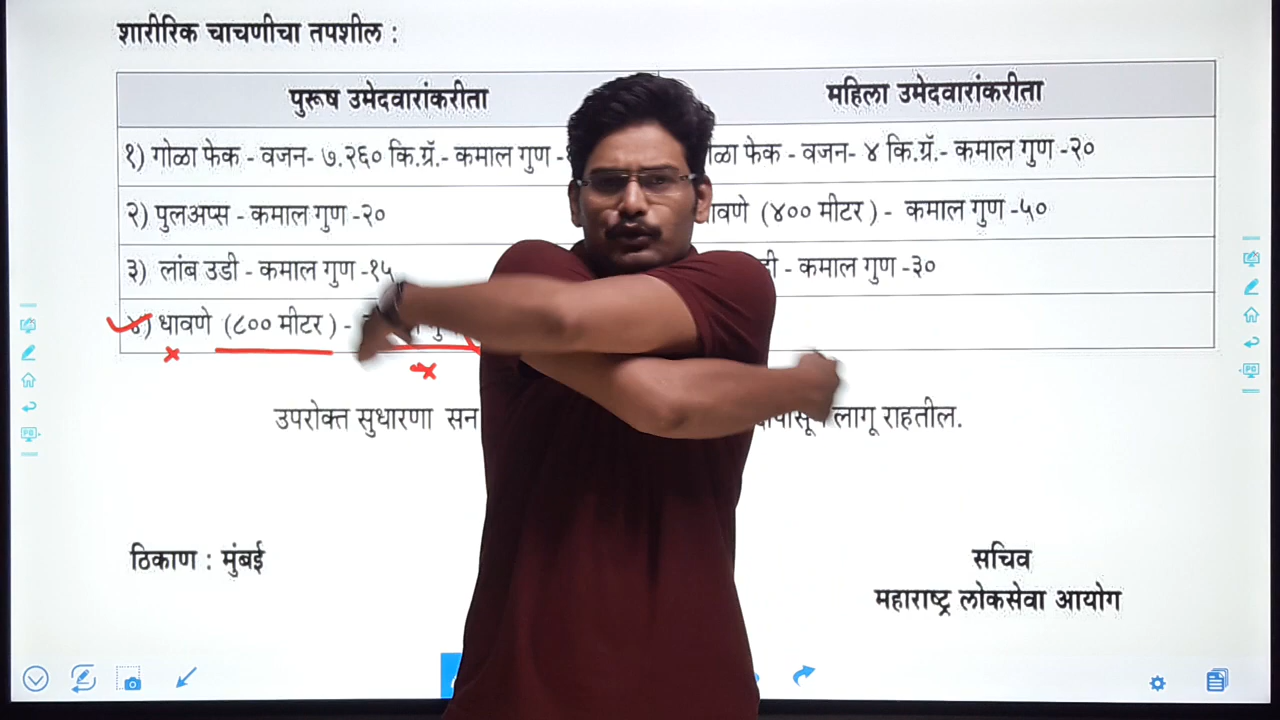 शारीरिक चाचणीचा तपशील :
पुरूष उमेदवारांकरीता
महिला उमेदवारांकरीता
१) गोळा फेक - वजन- ७.२६० कि.ग्रॅ.- कमाल गुण -
फेक - वजन- ४ कि.ग्रॅ.- कमाल गुण -२०
२) पुलअप्स - कमाल गुण -२०
(४०० मीटर ) - कमाल गुण -५०
३) लांब उडी - कमाल गुण -१५
- कमाल गुण -३०
४) धावणे (८०० मीटर ) -
उपरोक्त सुधारणा सन
लागू राहतील.
ठिकाण : मुंबई
सचिव
महाराष्ट्र लोकसेवा आयोग